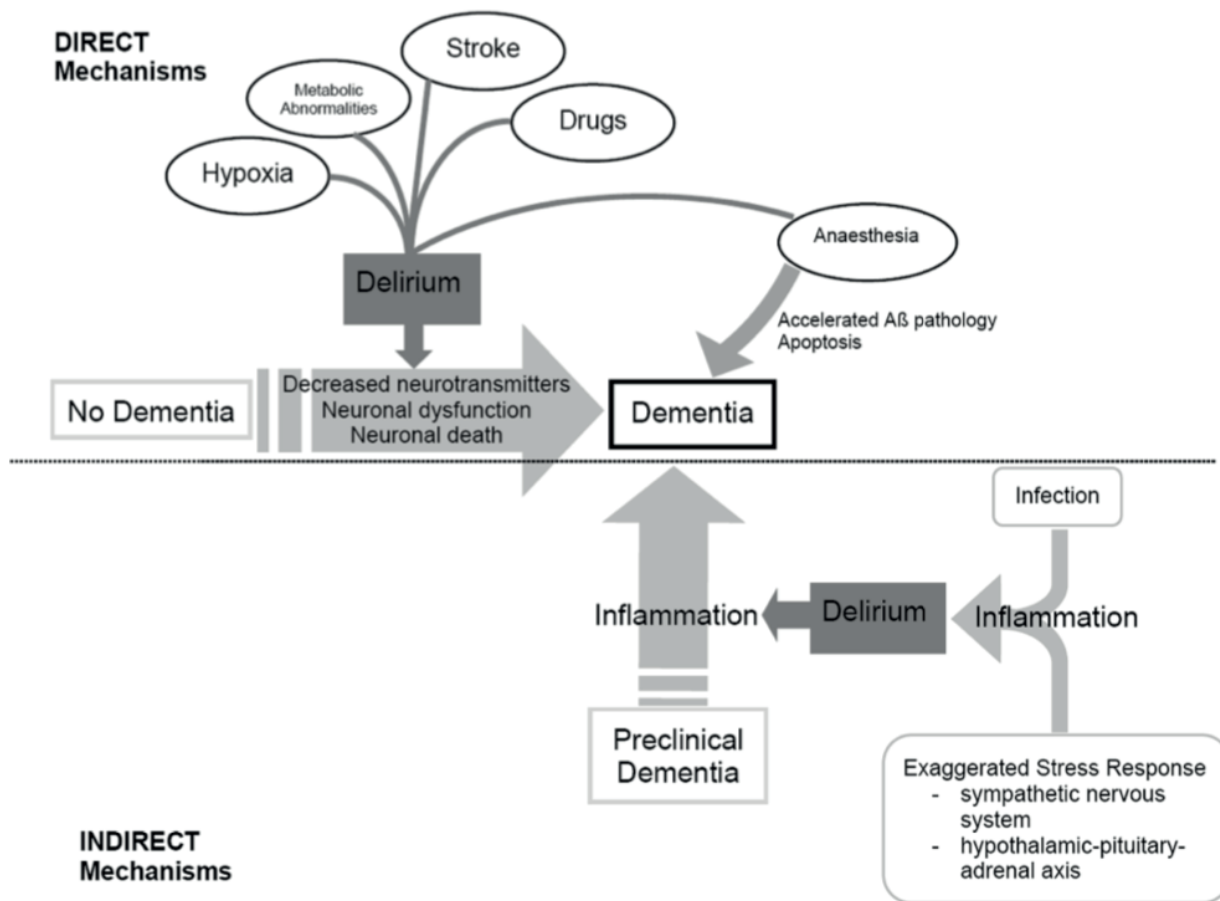 DIRECT
Mechanisms
Stroke
Metabolic
Abnormalities
Drugs
Hypoxia
Anaesthesia
Delirium
Accelerated Aß pathology
Apoptosis
No Dementia
Decreased neurotransmitters
Neuronal dysfunction
Neuronal death
Dementia
Infection
Inflammation
Delirium
Inflammation
Preclinical
Dementia
Exaggerated Stress Response
- sympathetic nervous
system
- hypothalamic-pituitary-
adrenal axis
INDIRECT
Mechanisms